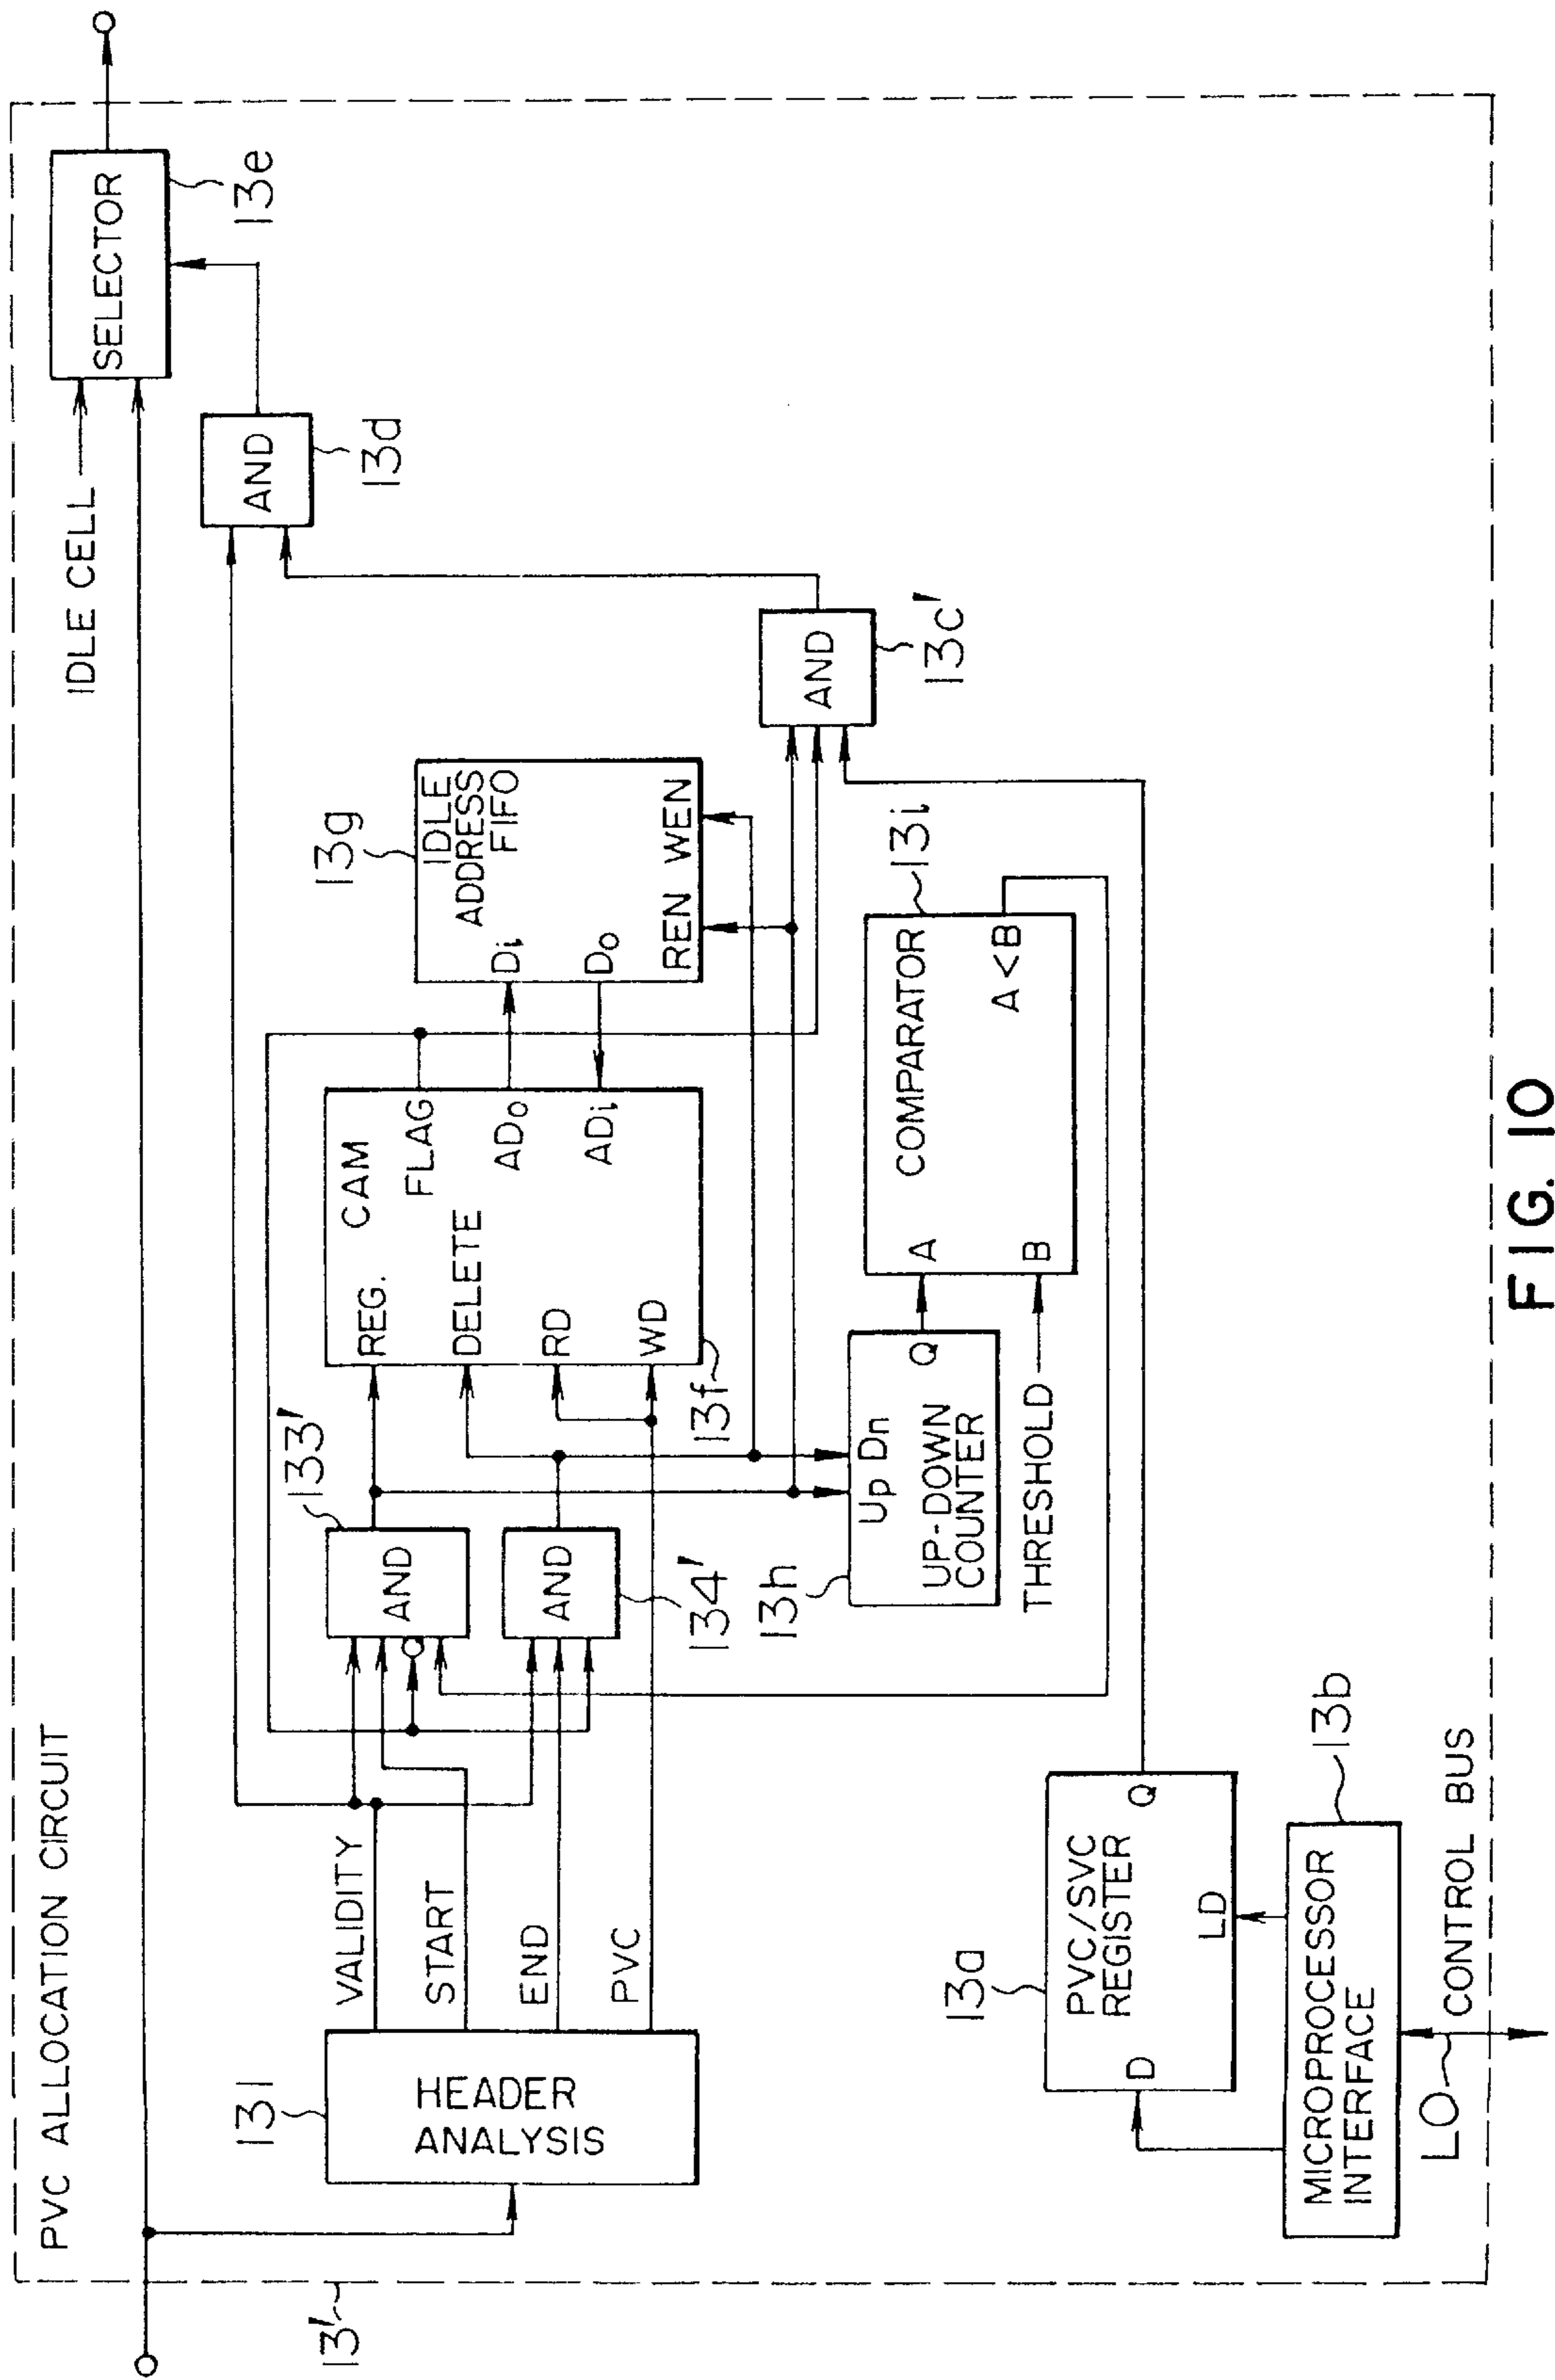 PVC ALLOCATION CIRCUIT
IDLE CELL
SELECTOR
13e
AND
13d
13'
131
HEADER
ANALYSIS
VALIDITY
START
END
PVC
133'
AND
AND
134'
REG.
CAM
DELETE
FLAG
RD
ADo
WD
ADi
13f
13g
IDLE
ADDRESS
FIFO
Di
Do
REN
WEN
AND
13c'
13h
Up
Dn
Q
UP-DOWN
COUNTER
THRESHOLD
COMPARATOR
A
B
A<B
13i
13a
PVC/SVC
REGISTER
D
Q
LD
13b
MICROPROCESSOR
INTERFACE
LO
CONTROL BUS
FIG. 10